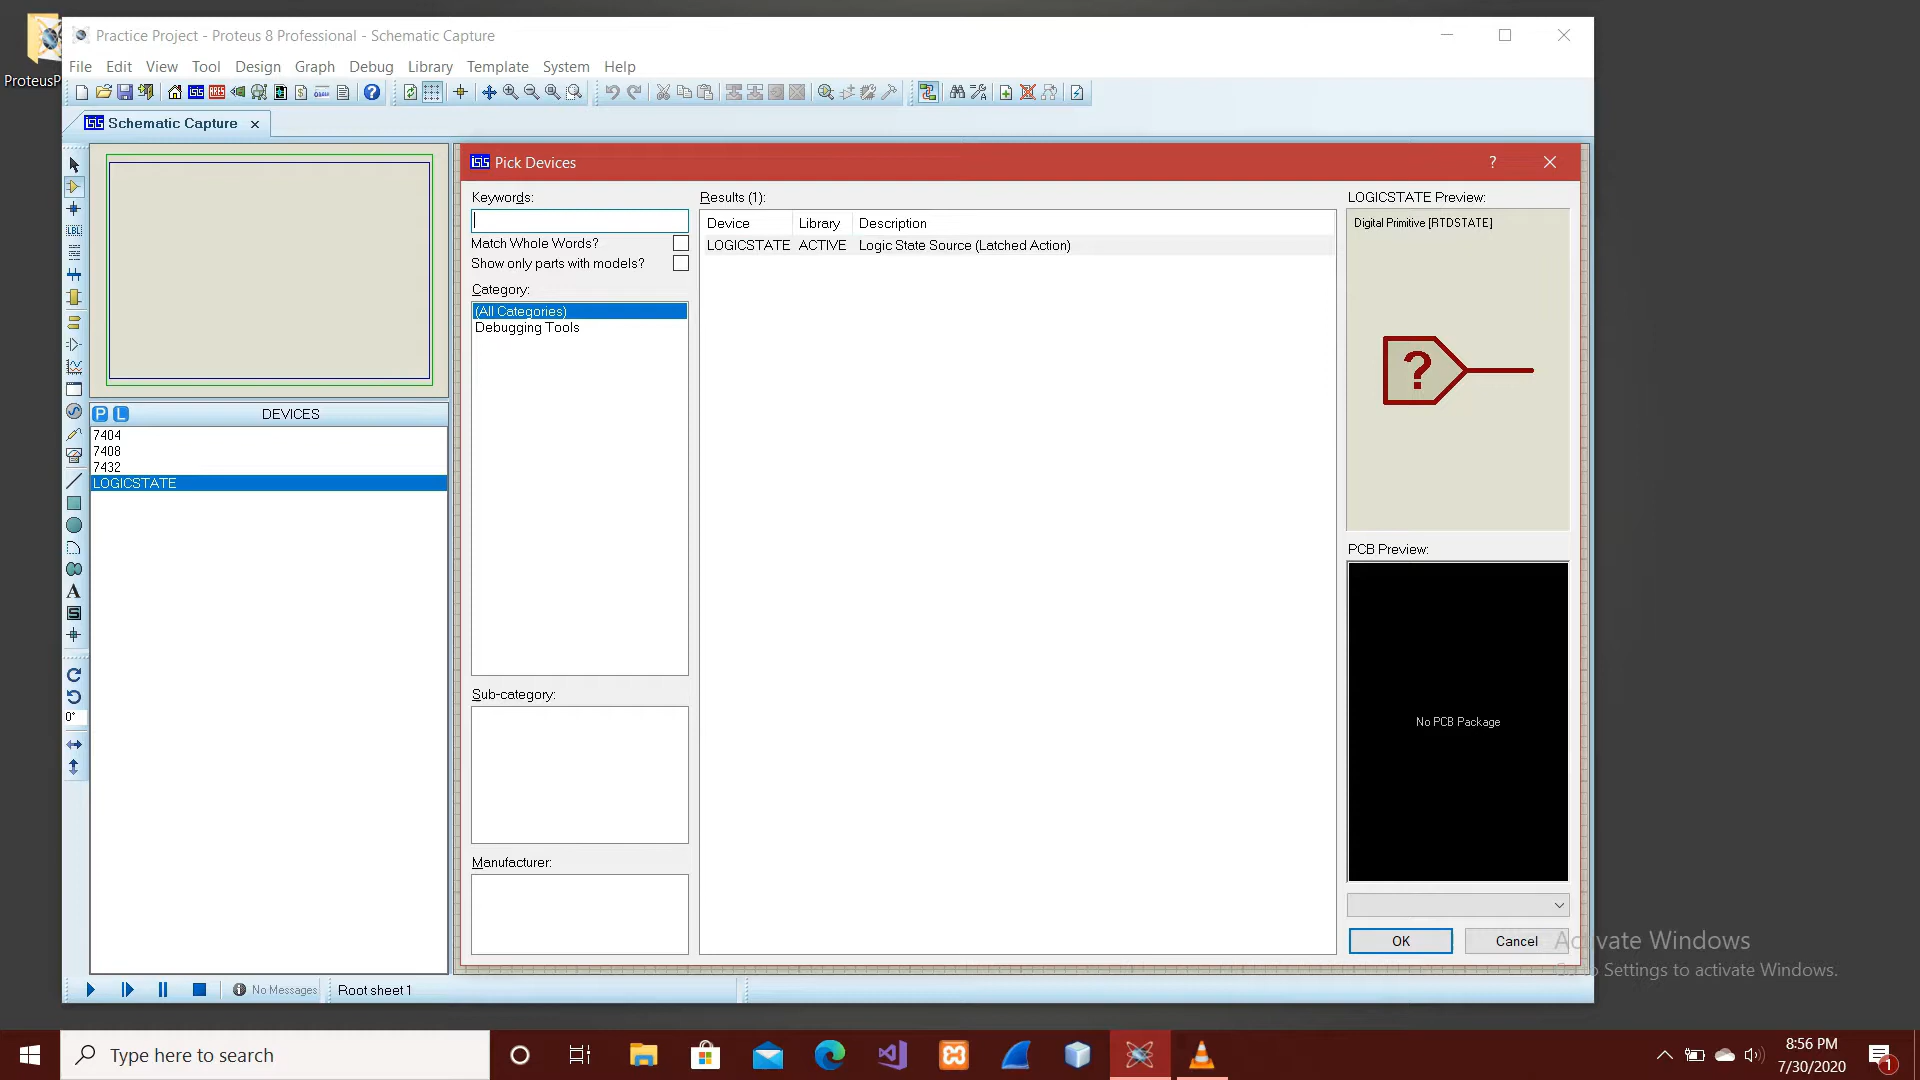 ProteusP
Practice Project - Proteus 8 Professional - Schematic Capture
File Edit View Tool Design Graph Debug Library Template System Help
Schematic Capture
Pick Devices
Keywords:
Match Whole Words?
Show only parts with models?
Category:
(All Categories)
Debugging Tools
Sub-category:
Manufacturer:
Results (1):
Device Library Description
LOGICSTATE ACTIVE Logic State Source (Latched Action)
LOGICSTATE Preview:
Digital Primitive [RTDSTATE]
?
PCB Preview:
No PCB Package
OK Cancel
P L DEVICES
7404
7408
7432
LOGICSTATE
LBL
A
S
0°
No Messages
Root sheet 1
Activate Windows
to Settings to activate Windows.
Type here to search
8:56 PM
7/30/2020
1